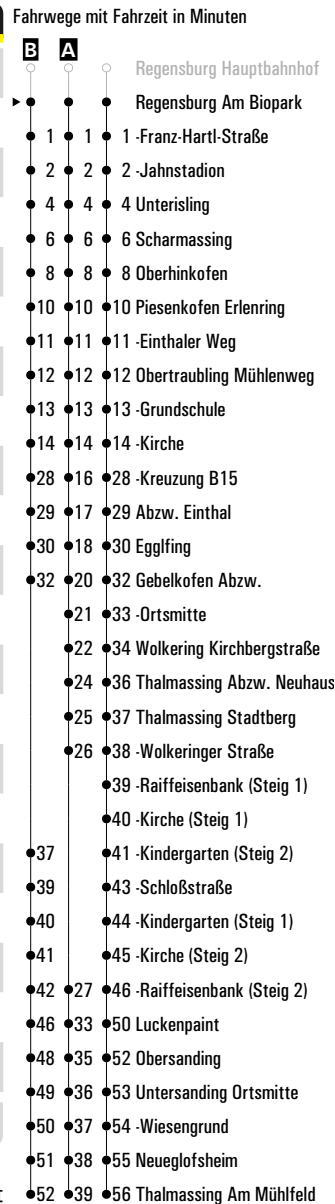 Fahrwege mit Fahrzeit in Minuten
B A
Regensburg Hauptbahnhof
Regensburg Am Biopark
1 1 1 -Franz-Hartl-Straße
2 2 2 -Jahnstadion
4 4 4 Unterisling
6 6 6 Scharmassing
8 8 8 Oberhinkofen
10 10 10 Piesenkofen Erlenring
11 11 11 -Einthaler Weg
12 12 12 Obertraubling Mühlenweg
13 13 13 -Grundschule
14 14 14 -Kirche
28 16 28 -Kreuzung B15
29 17 29 Abzw. Einthal
30 18 30 Egglfing
32 20 32 Gebelkofen Abzw.
21 33 -Ortsmitte
22 34 Wolkering Kirchbergstraße
24 36 Thalmassing Abzw. Neuhaus
25 37 Thalmassing Stadtberg
26 38 -Wolkeringer Straße
39 -Raiffeisenbank (Steig 1)
40 -Kirche (Steig 1)
37 41 -Kindergarten (Steig 2)
39 43 -Schloßstraße
40 44 -Kindergarten (Steig 1)
41 45 -Kirche (Steig 2)
42 27 46 -Raiffeisenbank (Steig 2)
46 33 50 Luckenpaint
48 35 52 Obersanding
49 36 53 Untersanding Ortsmitte
50 37 54 -Wiesengrund
51 38 55 Neueglofsheim
52 39 56 Thalmassing Am Mühlfeld